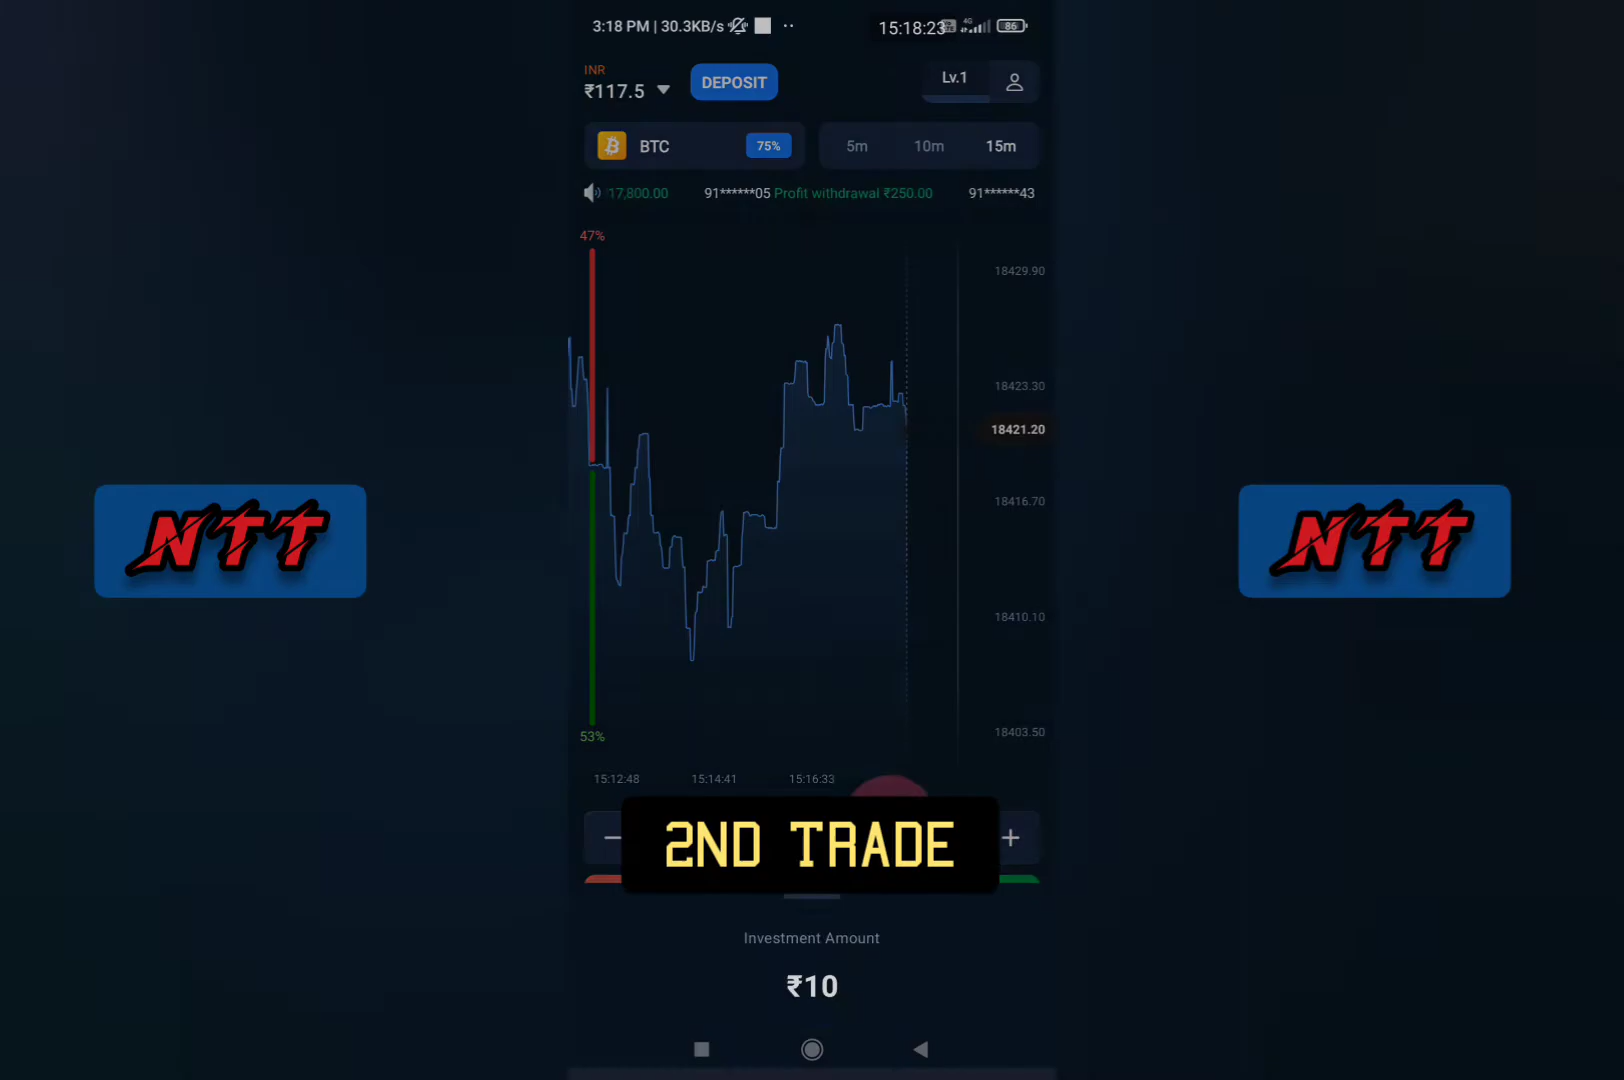 3:18 PM | 30.3KB/s
15:18:23
4G
86
INR
₹117.5
DEPOSIT
Lv.1
BTC
75%
5m
10m
15m
17,800.00
91******05 Profit withdrawal ₹250.00
91******43
47%
18429.90
18423.30
18421.20
18416.70
NTT
NTT
18410.10
18403.50
53%
15:12:48
15:14:41
15:16:33
−
2ND TRADE
+
Investment Amount
₹10